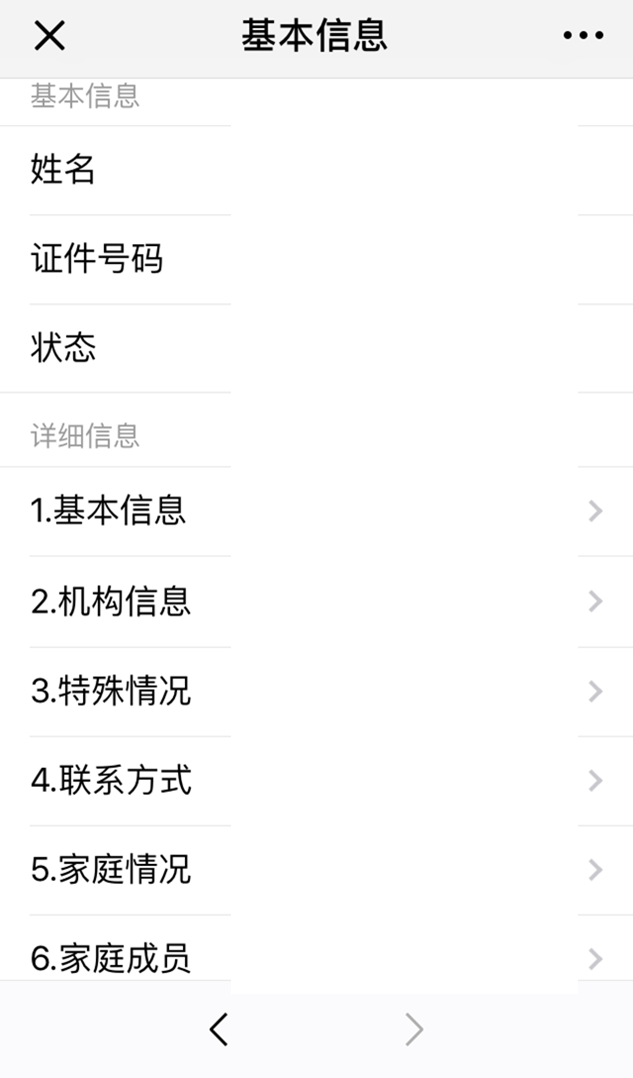 基本信息
基本信息
姓名
证件号码
状态
详细信息
1.基本信息
2.机构信息
3.特殊情况
4.联系方式
5.家庭情况
6.家庭成员